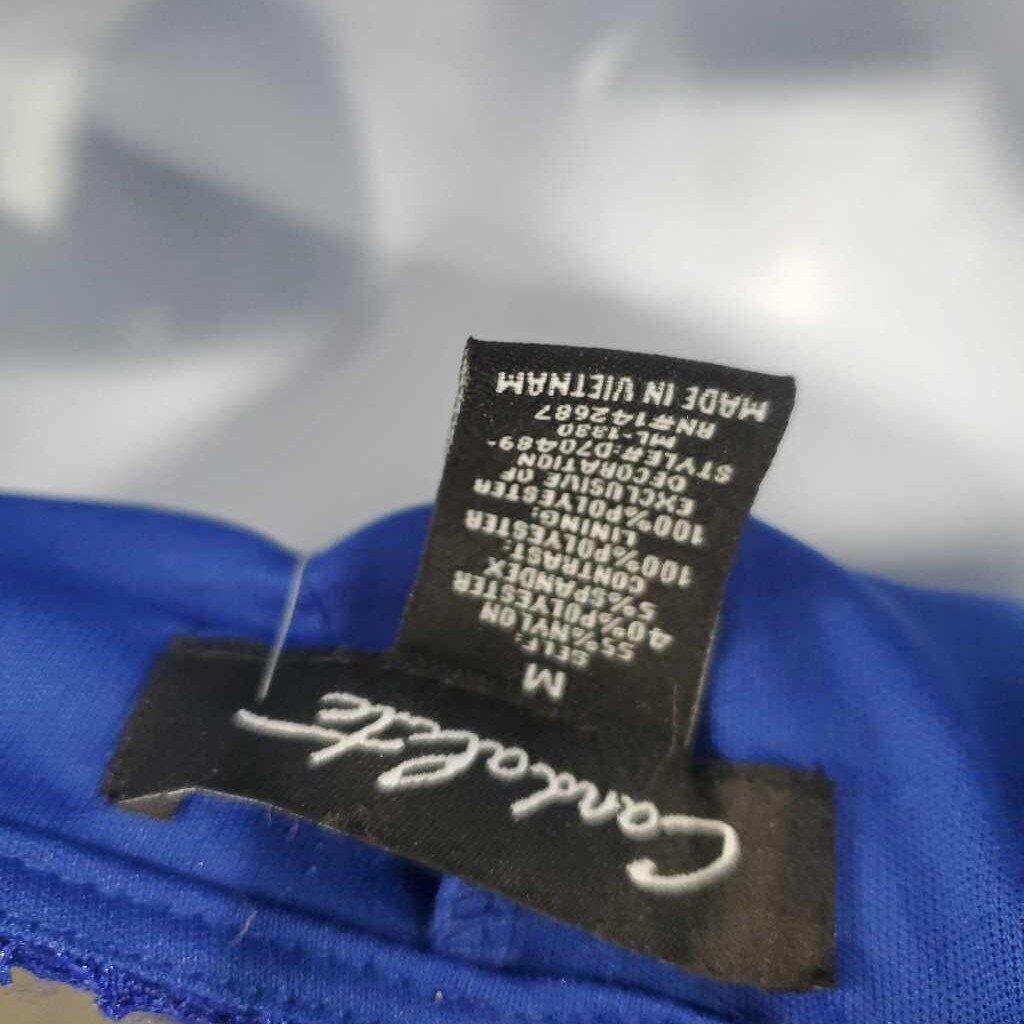 Candalite
M
SELF:
55%NYLON
40%POLYESTER
5%SPANDEX
CONTRAST:
100%POLYESTER
LINING:
100%POLYESTER
EXCLUSIVE OF
DECORATION
STYLE#:D70489-
ML-1330
RN#142687
MADE IN VIETNAM